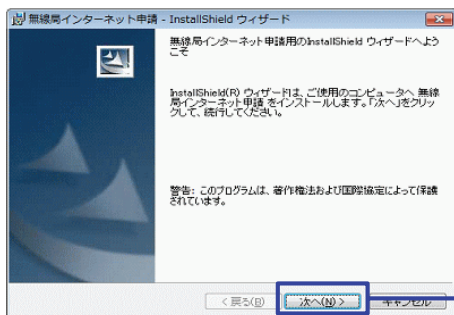 無線局インターネット申請 - InstallShield ウィザード
無線局インターネット申請用のInstallShield ウィザードへよう
こそ
InstallShield(R) ウィザードは、ご使用のコンピュータへ 無線
局インターネット申請 をインストールします。「次へ」をクリッ
クして、続行してください。
警告: このプログラムは、著作権法および国際協定によって保護
されています。
< 戻る(B)
次へ(N) >
キャンセル